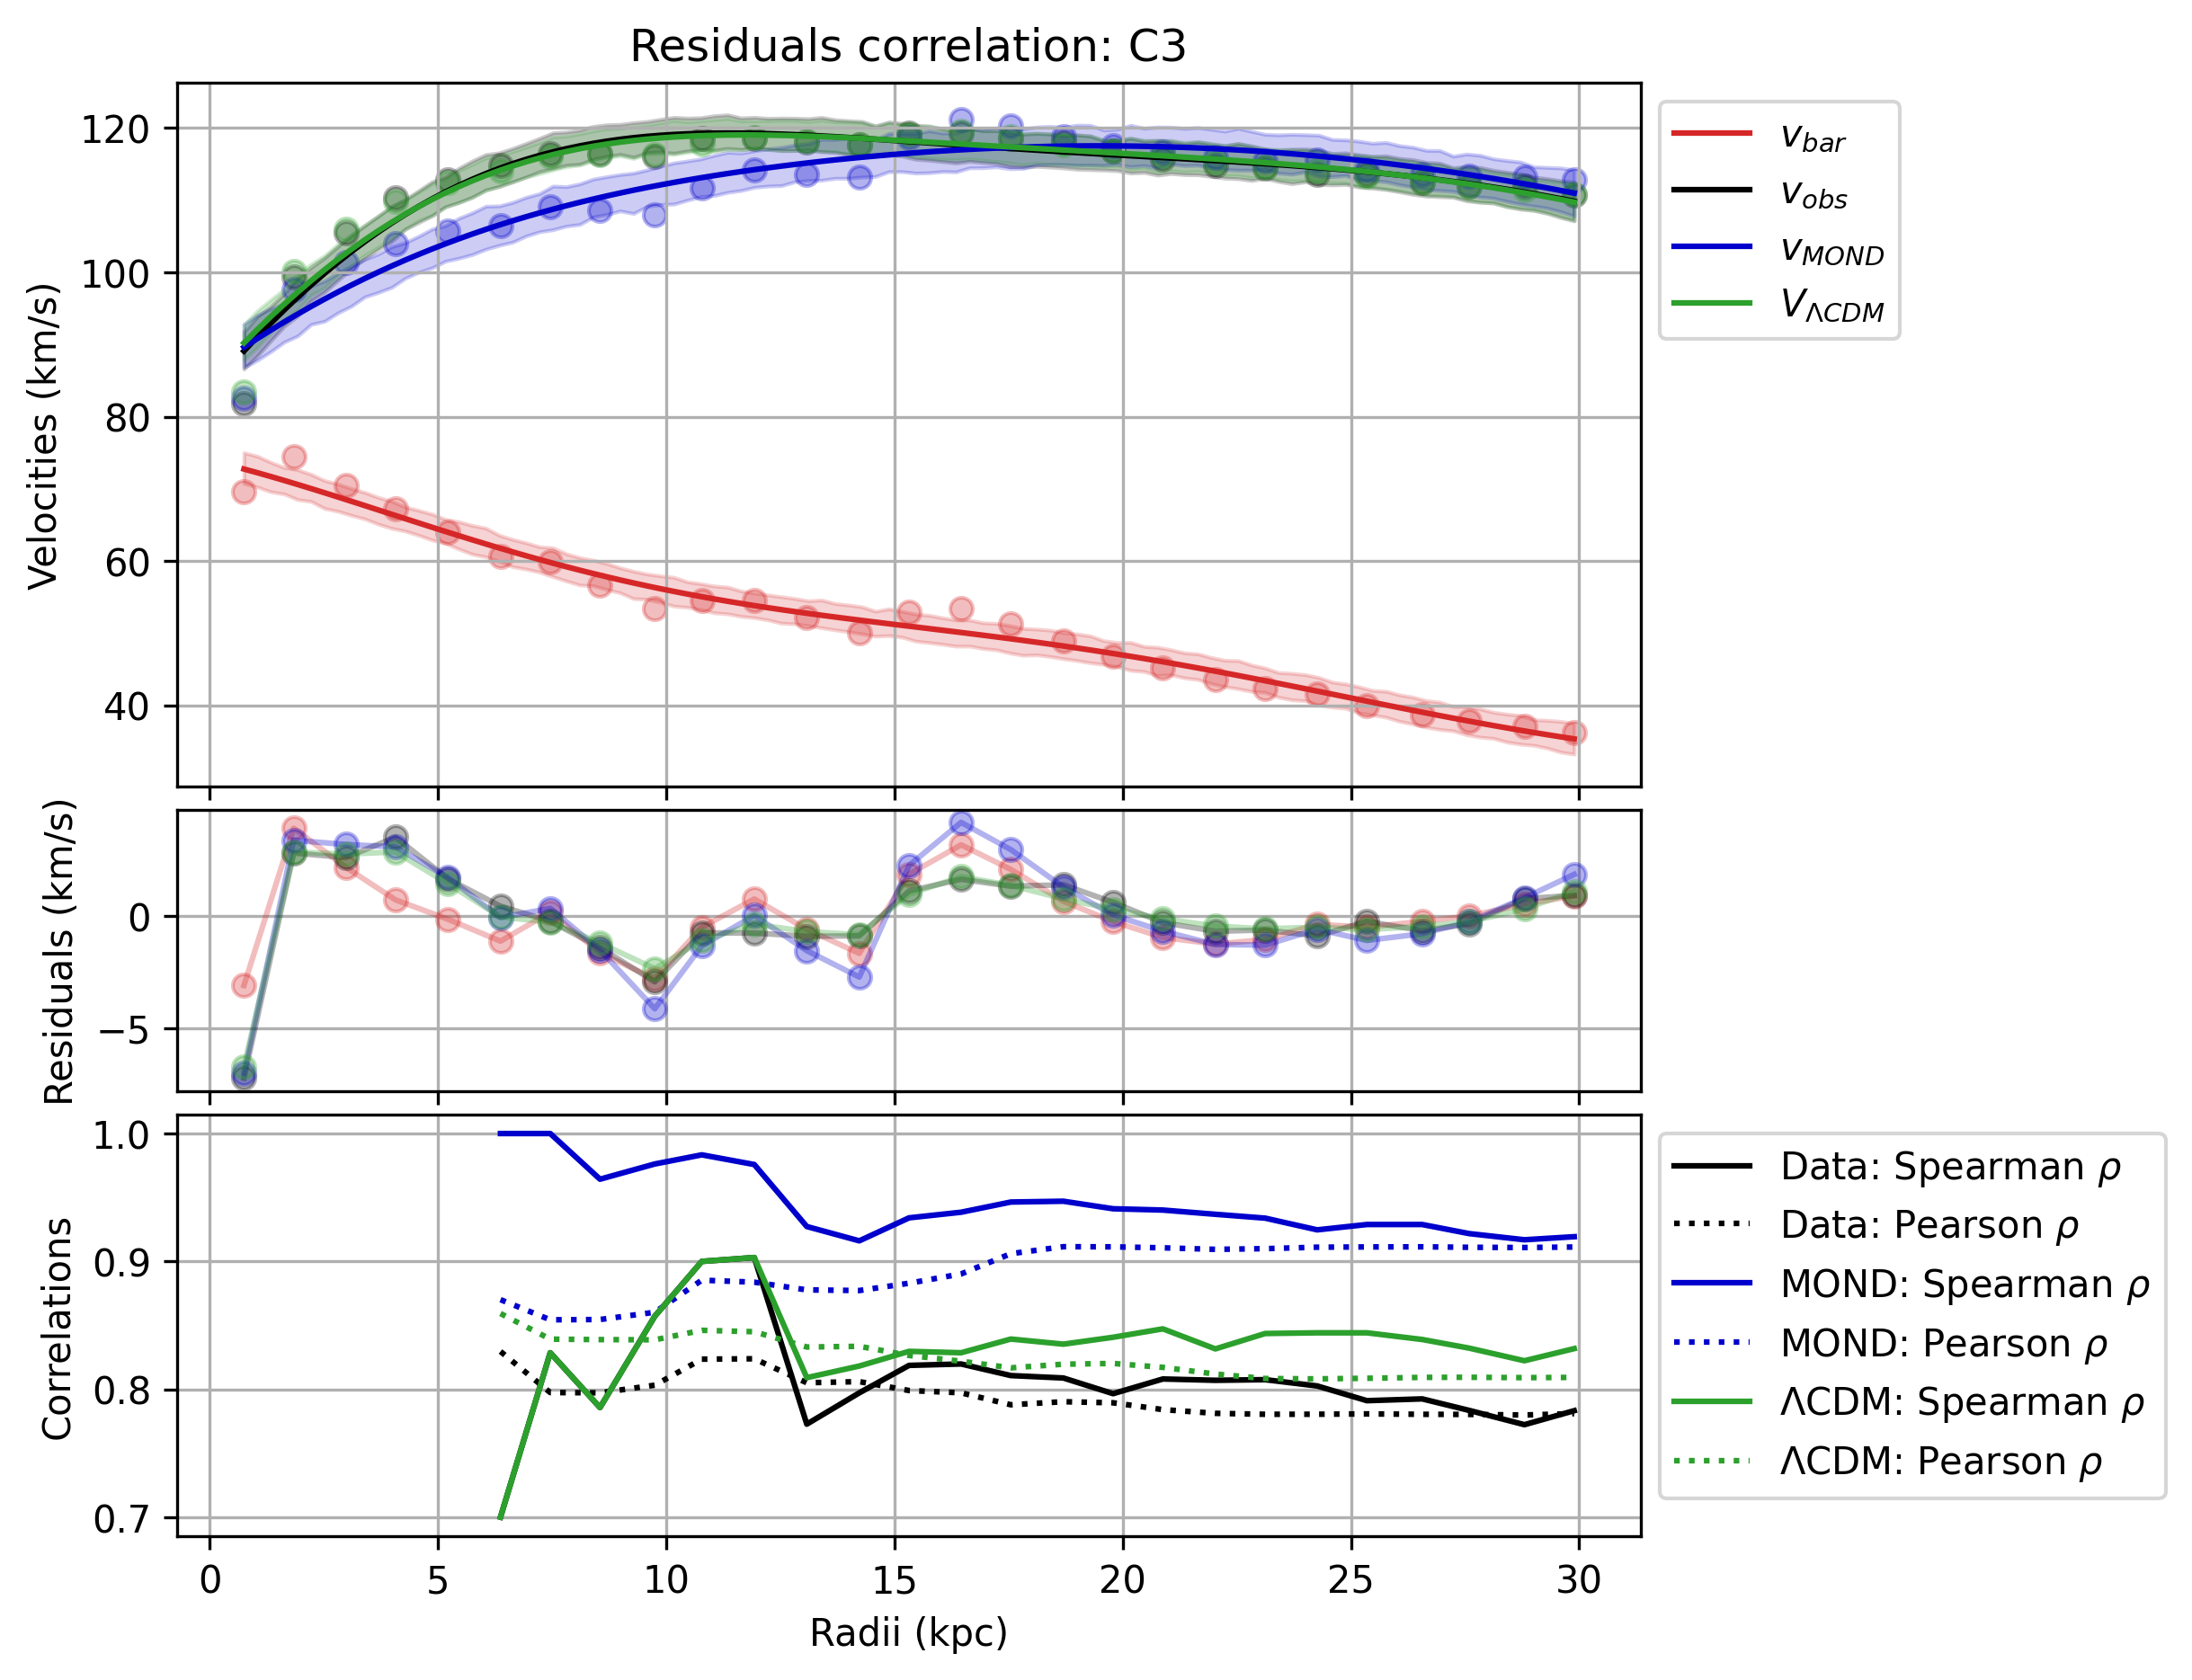 Residuals correlation: C3
120
100
80
60
40
Velocities (km/s)
v_bar
v_obs
v_MOND
V_ΛCDM
0
−5
Residuals (km/s)
1.0
0.9
0.8
0.7
Correlations
Data: Spearman ρ
Data: Pearson ρ
MOND: Spearman ρ
MOND: Pearson ρ
ΛCDM: Spearman ρ
ΛCDM: Pearson ρ
0 5 10 15 20 25 30
Radii (kpc)